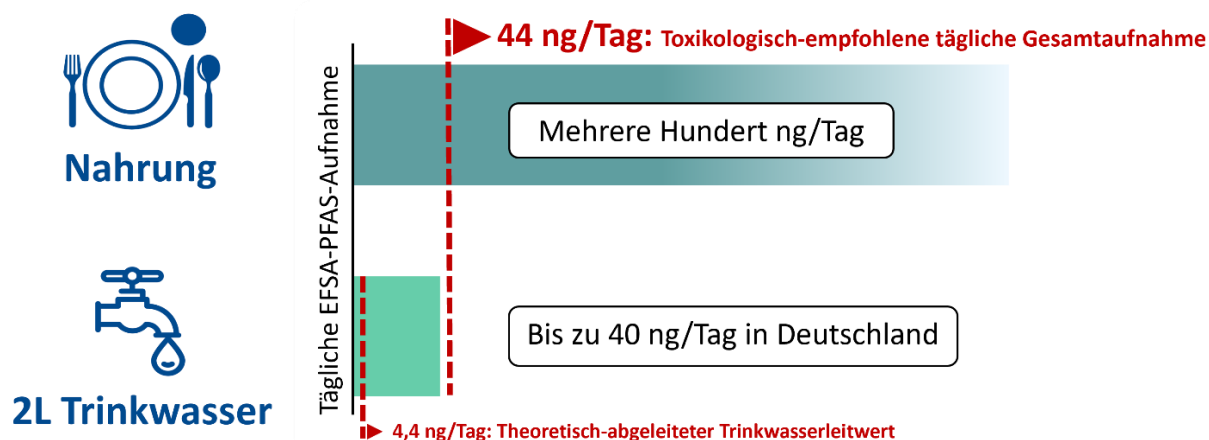 44 ng/Tag: Toxikologisch-empfohlene tägliche Gesamtaufnahme
Nahrung
Tägliche EFSA-PFAS-Aufnahme
Mehrere Hundert ng/Tag
2L Trinkwasser
Bis zu 40 ng/Tag in Deutschland
4,4 ng/Tag: Theoretisch-abgeleiteter Trinkwasserleitwert